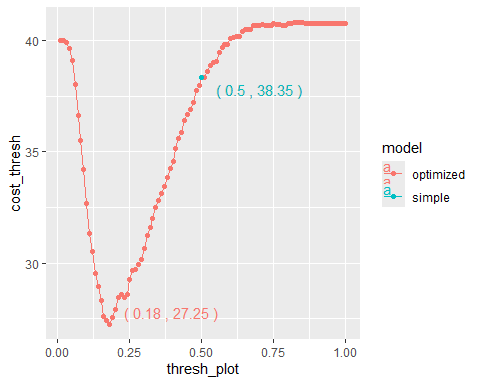 40
35
30
cost_thresh
( 0.5 , 38.35 )
( 0.18 , 27.25 )
0.00 0.25 0.50 0.75 1.00
thresh_plot
model
a optimized
a simple